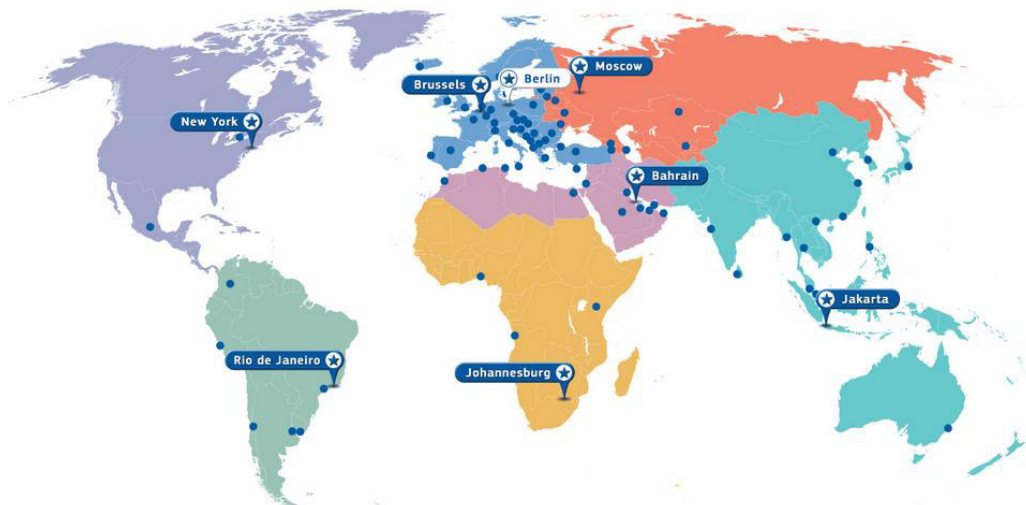 Moscow
Brussels
Berlin
New York
Bahrain
Jakarta
Rio de Janeiro
Johannesburg